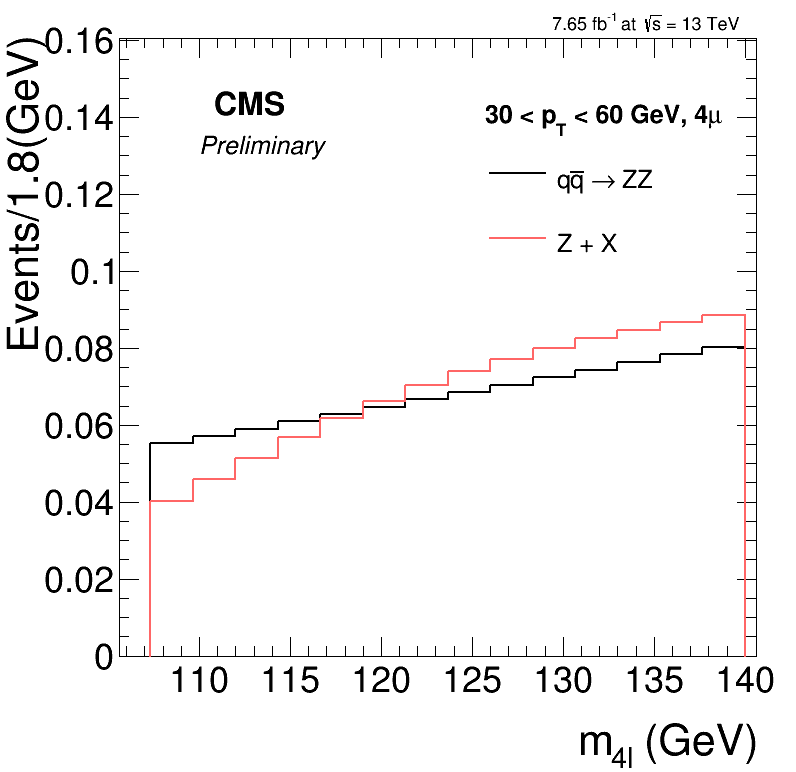 7.65 fb⁻¹ at √s = 13 TeV
Events/1.8(GeV)
0.16
0.14
0.12
0.1
0.08
0.06
0.04
0.02
0
CMS
Preliminary
30 < p_T < 60 GeV, 4μ
qq̅ → ZZ
Z + X
110 115 120 125 130 135 140
m_4l (GeV)